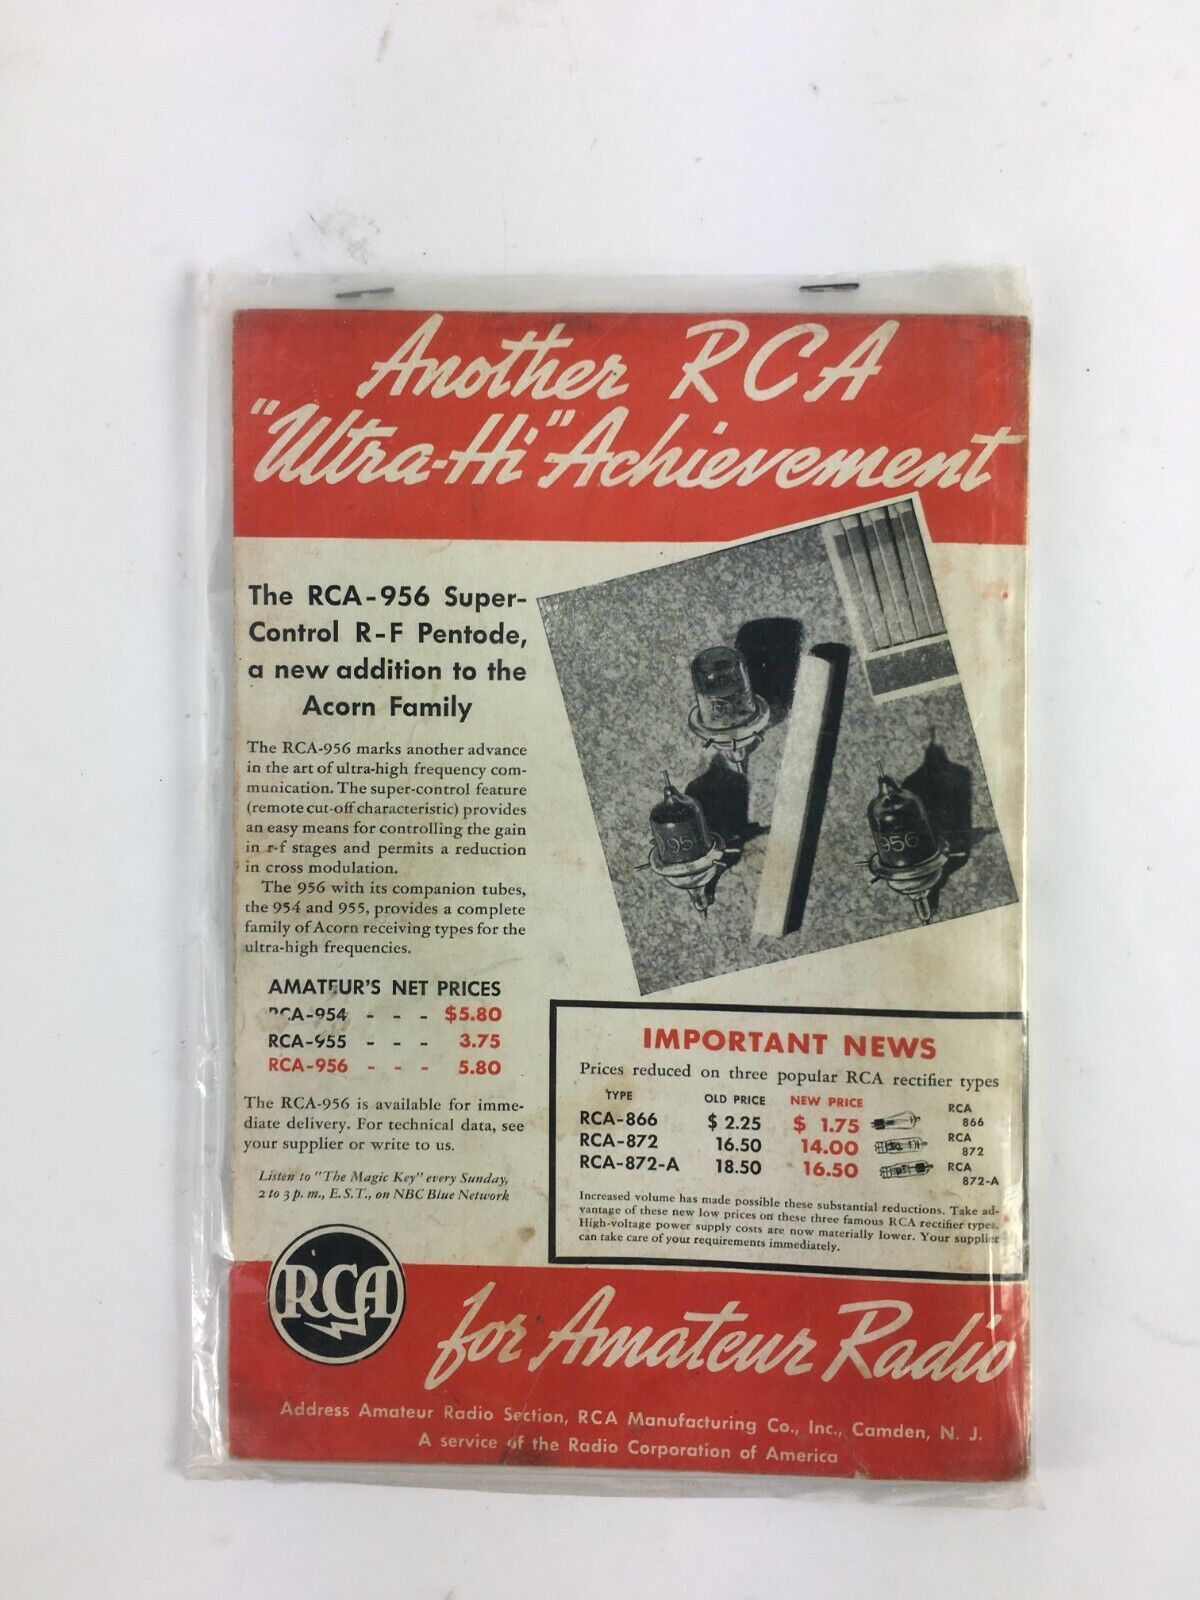 Another RCA
"Ultra-Hi" Achievement
The RCA-956 Super-
Control R-F Pentode,
a new addition to the
Acorn Family
The RCA-956 marks another advance
in the art of ultra-high frequency com-
munication. The super-control feature
(remote cut-off characteristic) provides
an easy means for controlling the gain
in r-f stages and permits a reduction
in cross modulation.
The 956 with its companion tubes,
the 954 and 955, provides a complete
family of Acorn receiving types for the
ultra-high frequencies.
AMATEUR'S NET PRICES
RCA-954 - - - $5.80
RCA-955 - - - 3.75
RCA-956 - - - 5.80
The RCA-956 is available for imme-
diate delivery. For technical data, see
your supplier or write to us.
Listen to "The Magic Key" every Sunday,
2 to 3 p. m., E. S. T., on NBC Blue Network
956
956
IMPORTANT NEWS
Prices reduced on three popular RCA rectifier types
TYPE OLD PRICE NEW PRICE
RCA-866 $ 2.25 $ 1.75 RCA 866
RCA-872 16.50 14.00 RCA 872
RCA-872-A 18.50 16.50 RCA 872-A
Increased volume has made possible these substantial reductions. Take ad-
vantage of these new low prices on these three famous RCA rectifier types.
High-voltage power supply costs are now materially lower. Your supplier
can take care of your requirements immediately.
RCA
for Amateur Radio
Address Amateur Radio Section, RCA Manufacturing Co., Inc., Camden, N. J.
A service of the Radio Corporation of America